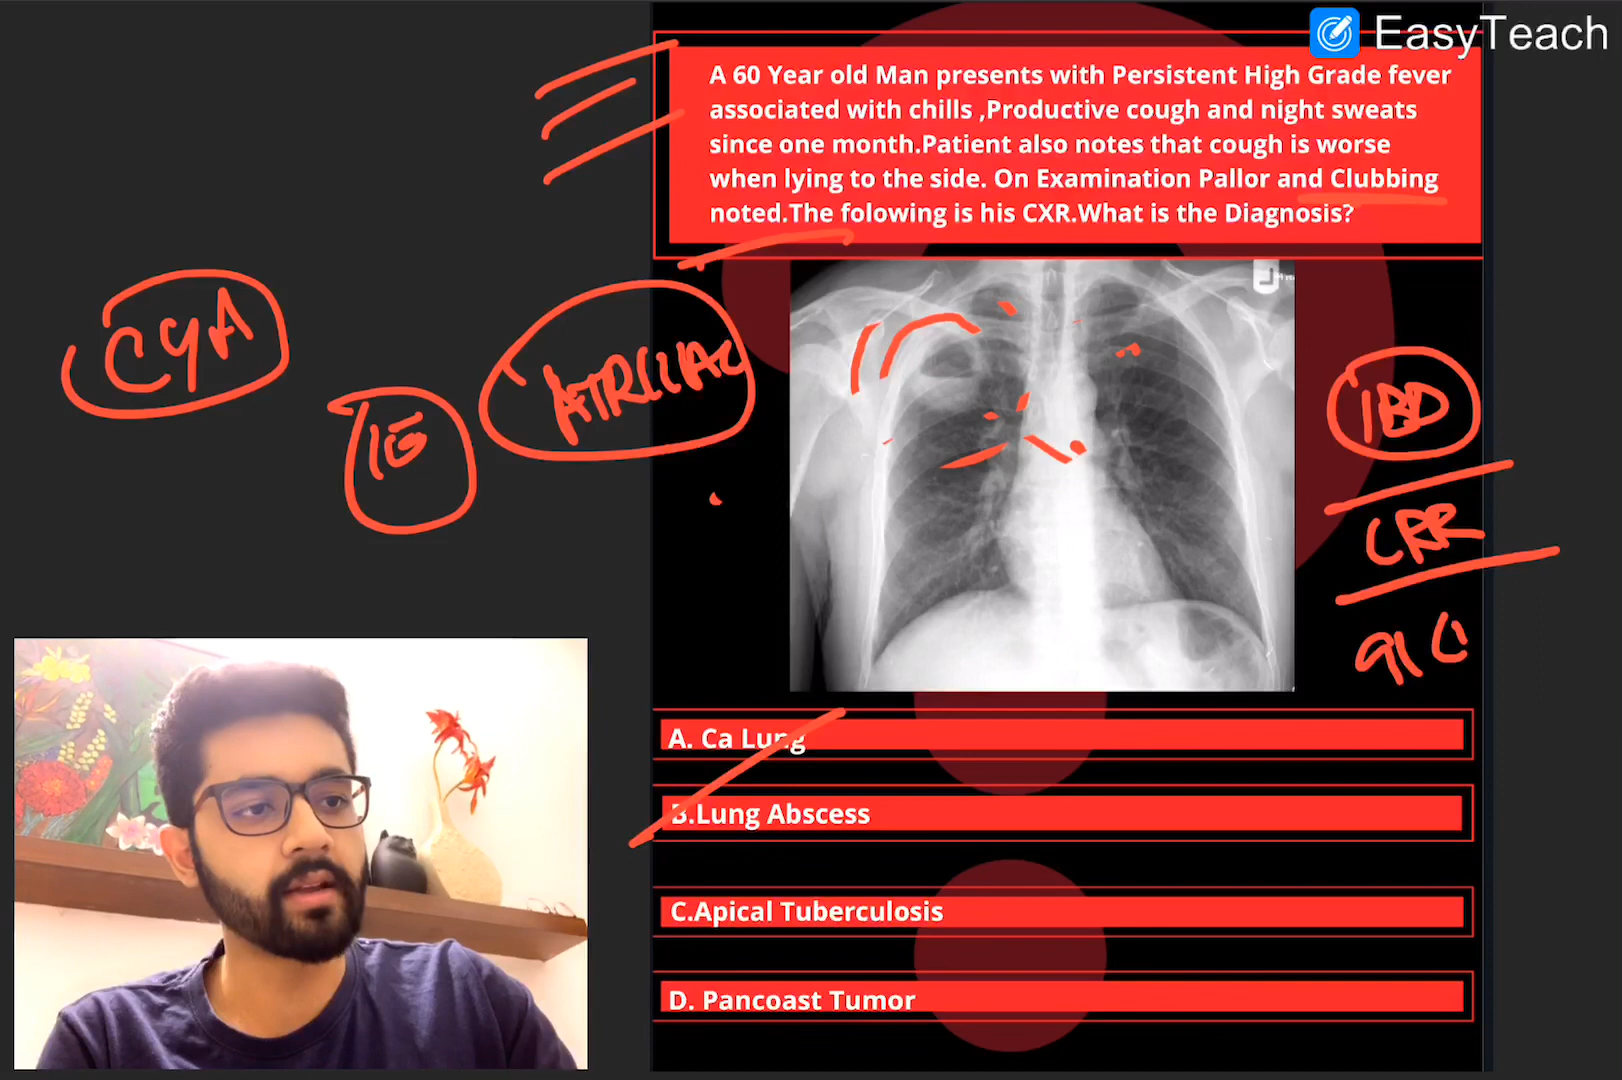 EasyTeach
A 60 Year old Man presents with Persistent High Grade fever
associated with chills ,Productive cough and night sweats
since one month.Patient also notes that cough is worse
when lying to the side. On Examination Pallor and Clubbing
noted.The folowing is his CXR.What is the Diagnosis?
CYA
IE
IBD
A. Ca Lung
B.Lung Abscess
C.Apical Tuberculosis
D. Pancoast Tumor